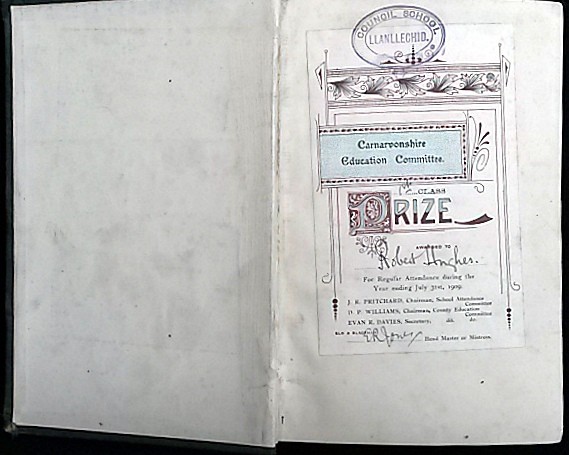 COUNCIL SCHOOL
LLANLLECHID.
Carnarvonshire
Education Committee.
1st CLASS
PRIZE
AWARDED TO
Robert Hughes.
For Regular Attendance during the
Year ending July 31st, 1909.
J. R. PRITCHARD, Chairman, School Attendance
Committee
D. P. WILLIAMS, Chairman, County Education
Committee
EVAN R. DAVIES, Secretary, do. do.
E R Jones Head Master or Mistress.